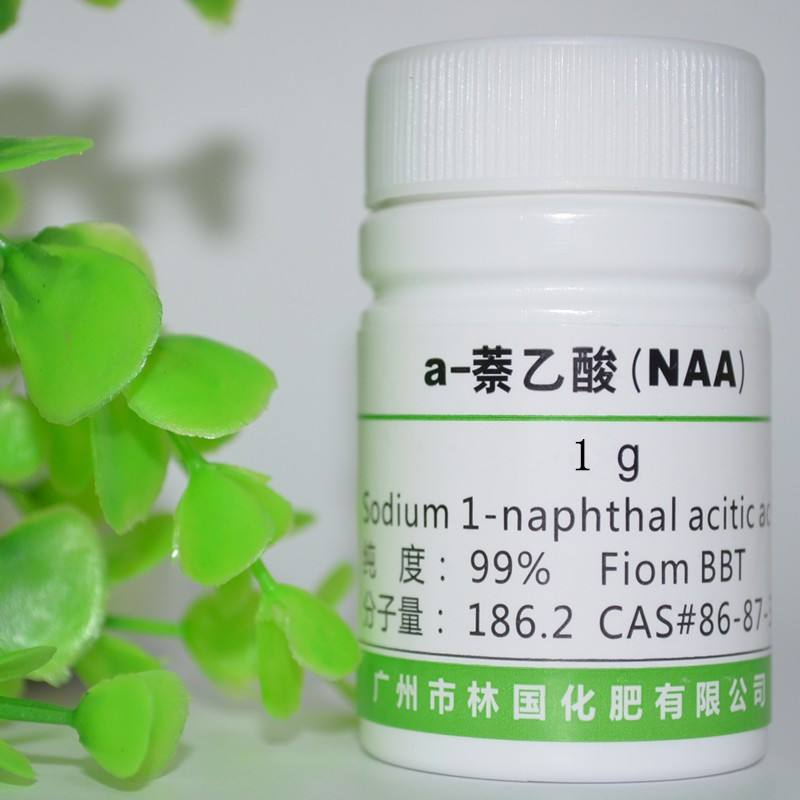 a-萘乙酸(NAA)
1 g
Sodium 1-naphthal acitic ac
纯 度：99% Fiom BBT
分子量：186.2 CAS#86-87-
广州市林国化肥有限公司